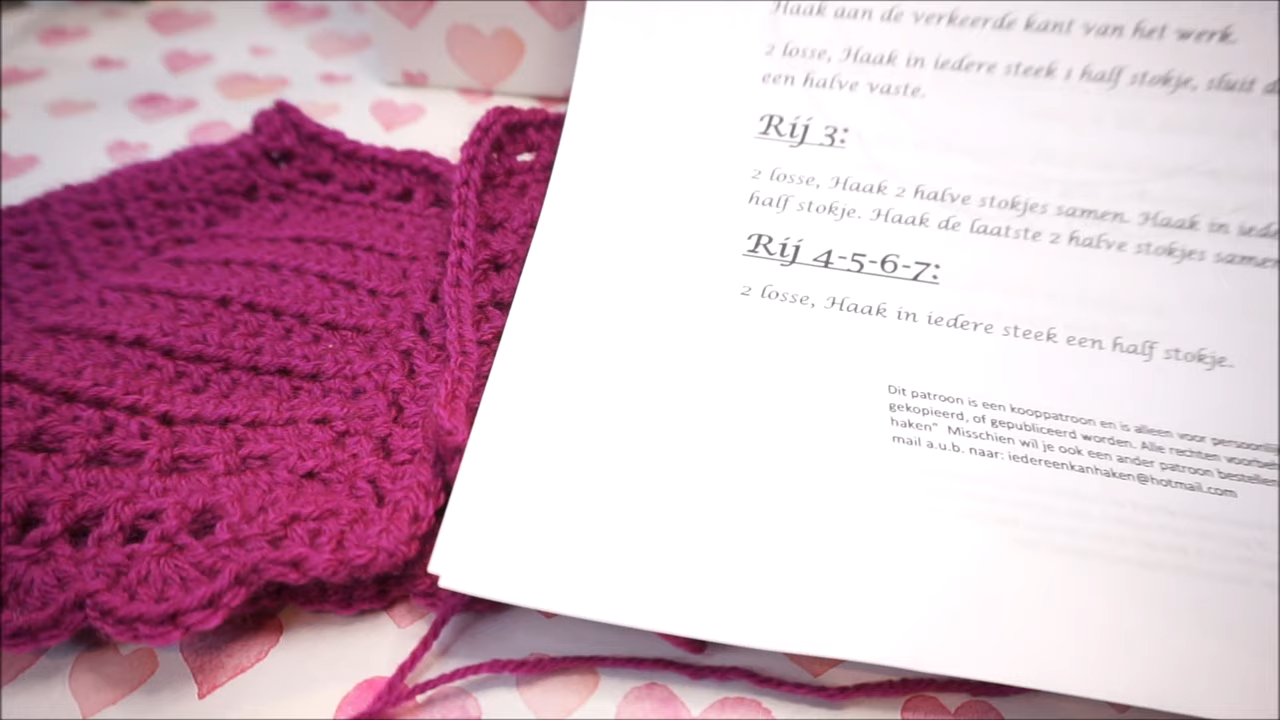 Haak aan de verkeerde kant van het werk.
2 losse, Haak in iedere steek 1 half stokje, sluit
een halve vaste.
Rij 3:
2 losse, Haak 2 halve stokjes samen. Haak in
half stokje. Haak de laatste 2 halve stokjes samen
Rij 4-5-6-7:
2 losse, Haak in iedere steek een half stokje.
Dit patroon is een kooppatroon en is alleen voor
gekopieerd, of gepubliceerd worden. Alle rechten
haken" Misschien wil je ook een ander patroon bestellen
mail a.u.b. naar: iedereenkanhaken@hotmail.com